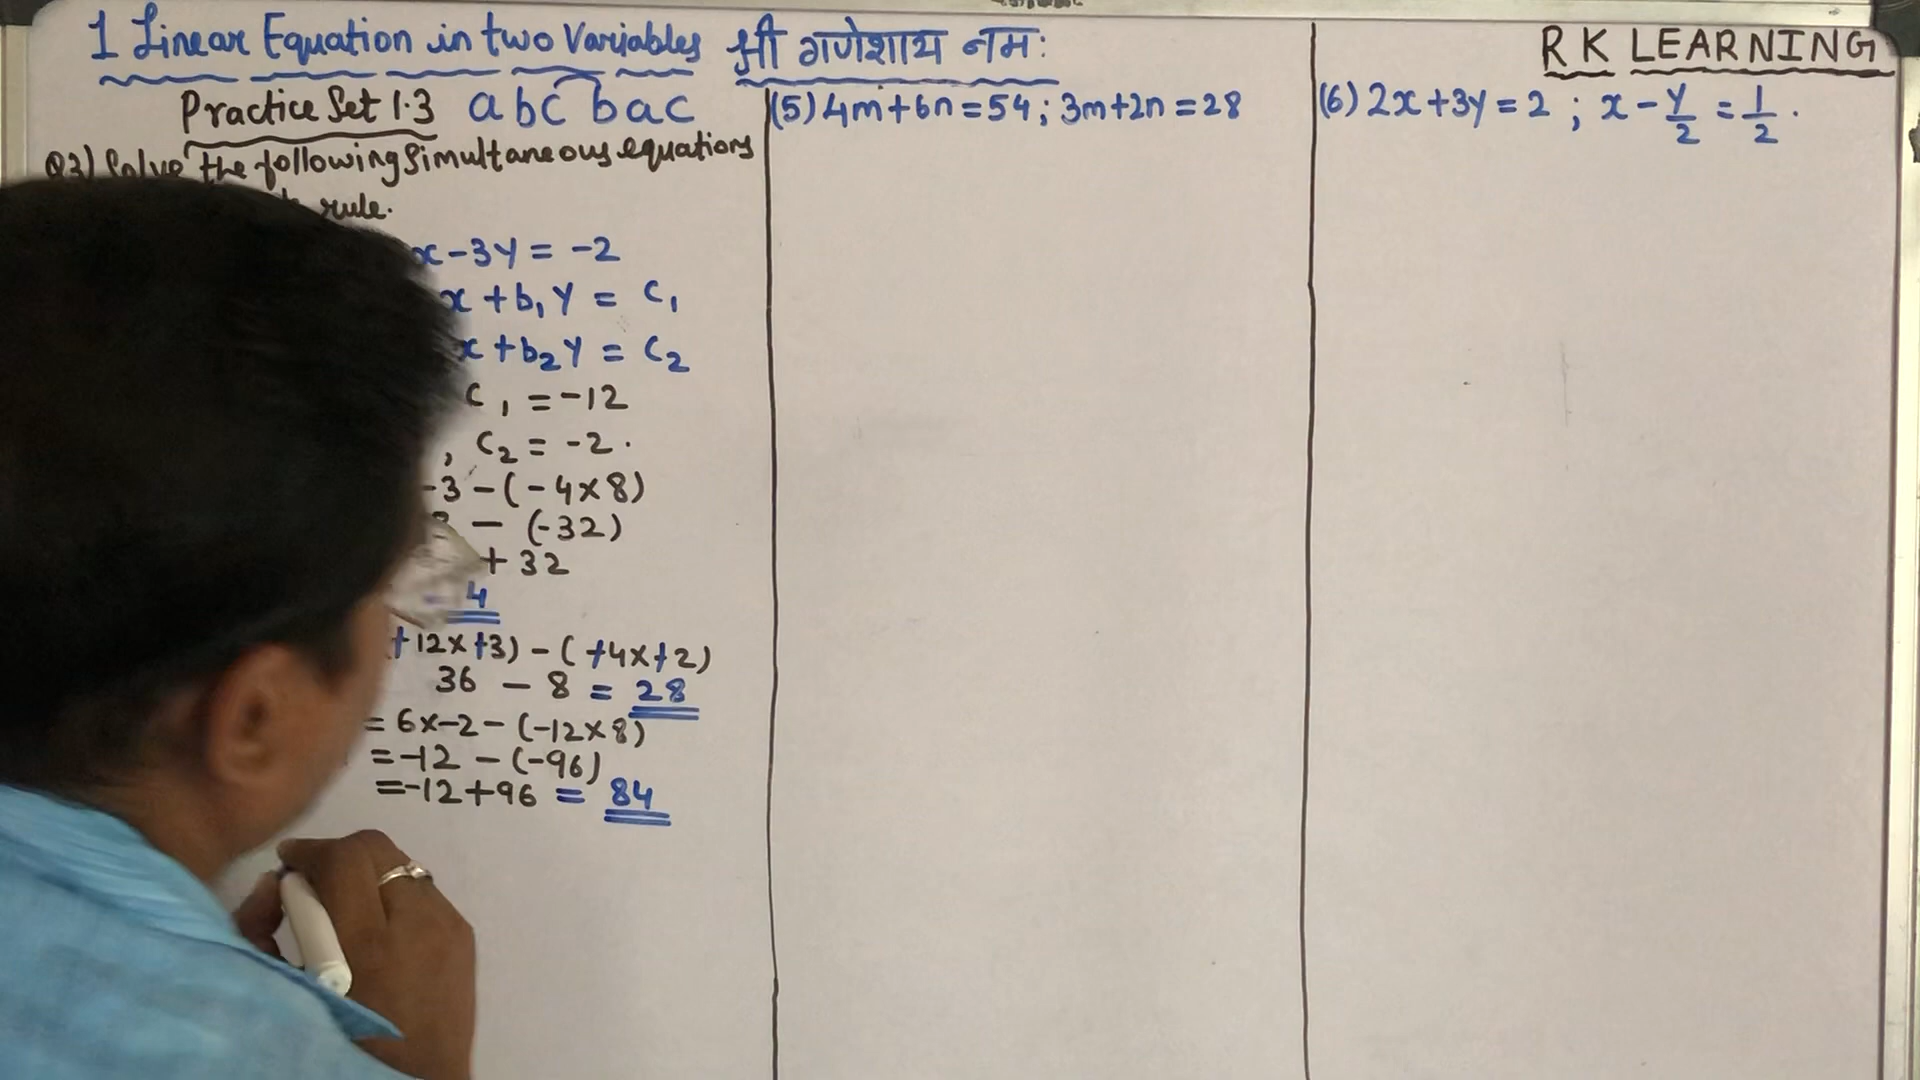 1 Linear Equation in two Variables श्री गणेशाय नमः
RK LEARNING
Practice Set 1.3 abc bac
Q3) Solve the following Simultaneous equations
rule.
x-3y = -2
x + b₁y = c₁
x + b₂y = c₂
c₁ = -12
, c₂ = -2.
-3 - (-4×8)
- (-32)
+ 32
4
+12×+3) - (+4×+2)
36 - 8 = 28
= 6×-2 - (-12×8)
= -12 - (-96)
= -12+96 = 84
(5) 4m+6n=54; 3m+2n=28
(6) 2x+3y=2 ; x - y/2 = 1/2.